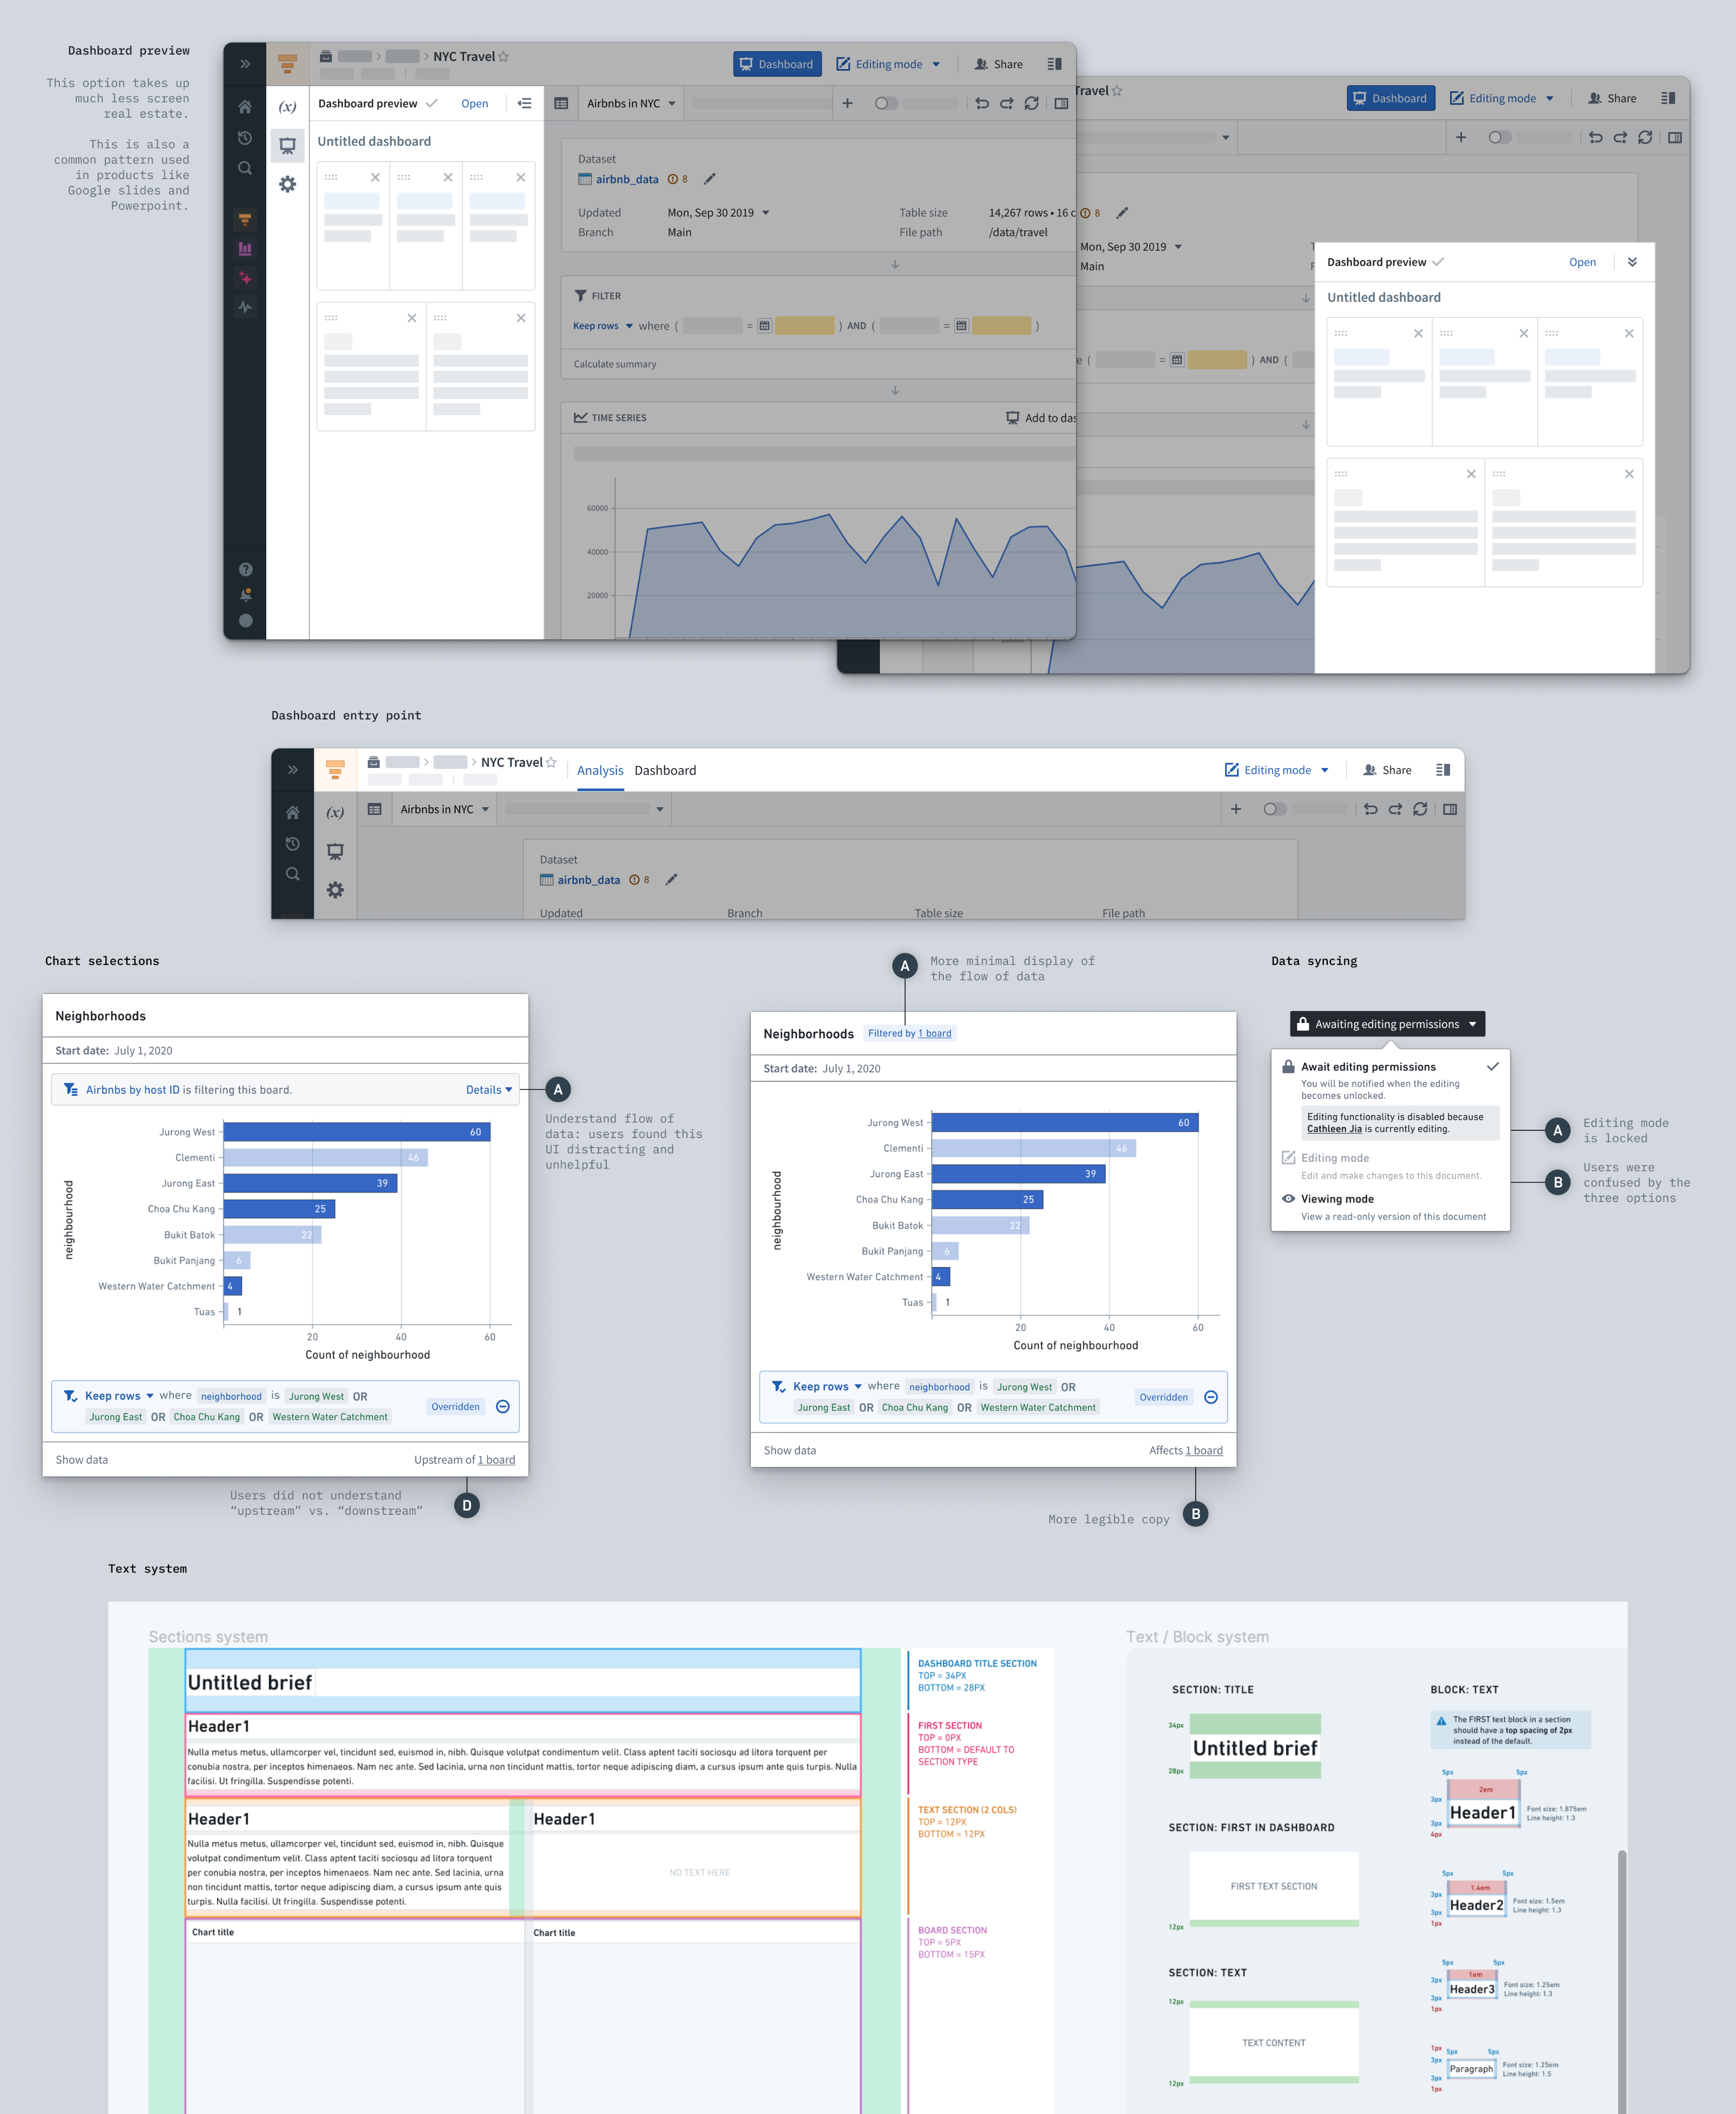 Dashboard preview
This option takes up
much less screen
real estate.
This is also a
common pattern used
in products like
Google slides and
Powerpoint.
NYC Travel
Dashboard
Editing mode
Share
(x)
Dashboard preview
Open
Airbnbs in NYC
Untitled dashboard
Dataset
airbnb_data
8
Updated
Mon, Sep 30 2019
Table size
14,267 rows • 16 c
Branch
Main
File path
/data/travel
FILTER
Keep rows
where (
=
) AND (
=
)
Calculate summary
TIME SERIES
Add to das
60000
40000
20000
Travel
Dashboard
Editing mode
Share
8
Mon, Sep 30 2019
Main
Dashboard preview
Open
Untitled dashboard
e (
=
) AND (
Dashboard entry point
NYC Travel
Analysis
Dashboard
Editing mode
Share
(x)
Airbnbs in NYC
Dataset
airbnb_data
8
Updated
Branch
Table size
File path
Chart selections
Neighborhoods
Start date: July 1, 2020
Airbnbs by host ID is filtering this board.
Details
A
Understand flow of
data: users found this
UI distracting and
unhelpful
neighbourhood
Jurong West
60
Clementi
46
Jurong East
39
Choa Chu Kang
25
Bukit Batok
22
Bukit Panjang
6
Western Water Catchment
4
Tuas
1
20
40
60
Count of neighbourhood
Keep rows where neighborhood is Jurong West OR
Jurong East OR Choa Chu Kang OR Western Water Catchment
Overridden
Show data
Upstream of 1 board
Users did not understand
“upstream” vs. “downstream”
D
A
More minimal display of
the flow of data
Neighborhoods
Filtered by 1 board
Start date: July 1, 2020
neighbourhood
Jurong West
60
Clementi
46
Jurong East
39
Choa Chu Kang
25
Bukit Batok
22
Bukit Panjang
6
Western Water Catchment
4
Tuas
1
20
40
60
Count of neighbourhood
Keep rows where neighborhood is Jurong West OR
Jurong East OR Choa Chu Kang OR Western Water Catchment
Overridden
Show data
Affects 1 board
More legible copy
B
Data syncing
Awaiting editing permissions
Await editing permissions
You will be notified when the editing
becomes unlocked.
Editing functionality is disabled because
Cathleen Jia is currently editing.
Editing mode
Edit and make changes to this document.
Viewing mode
View a read-only version of this document
A
Editing mode
is locked
B
Users were
confused by the
three options
Text system
Sections system
Untitled brief
Header1
Nulla metus metus, ullamcorper vel, tincidunt sed, euismod in, nibh. Quisque volutpat condimentum velit. Class aptent taciti sociosqu ad litora torquent per
conubia nostra, per inceptos himenaeos. Nam nec ante. Sed lacinia, urna non tincidunt mattis, tortor neque adipiscing diam, a cursus ipsum ante quis turpis. Nulla
facilisi. Ut fringilla. Suspendisse potenti.
Header1
Nulla metus metus, ullamcorper vel, tincidunt sed, euismod in, nibh. Quisque
volutpat condimentum velit. Class aptent taciti sociosqu ad litora torquent
per conubia nostra, per inceptos himenaeos. Nam nec ante. Sed lacinia, urna
non tincidunt mattis, tortor neque adipiscing diam, a cursus ipsum ante quis
turpis. Nulla facilisi. Ut fringilla. Suspendisse potenti.
Header1
NO TEXT HERE
Chart title
Chart title
DASHBOARD TITLE SECTION
TOP = 34PX
BOTTOM = 28PX
FIRST SECTION
TOP = 0PX
BOTTOM = DEFAULT TO
SECTION TYPE
TEXT SECTION (2 COLS)
TOP = 12PX
BOTTOM = 12PX
BOARD SECTION
TOP = 5PX
BOTTOM = 15PX
Text / Block system
SECTION: TITLE
34px
Untitled brief
28px
SECTION: FIRST IN DASHBOARD
FIRST TEXT SECTION
12px
SECTION: TEXT
12px
TEXT CONTENT
12px
BLOCK: TEXT
The FIRST text block in a section
should have a top spacing of 2px
instead of the default.
5px
5px
2em
3px
Header1
3px
4px
Font size: 1.875em
Line height: 1.3
5px
5px
1.4em
3px
Header2
3px
1px
Font size: 1.5em
Line height: 1.3
5px
5px
1em
3px
Header3
3px
1px
Font size: 1.25em
Line height: 1.3
1px
5px
5px
3px
Paragraph
3px
1px
Font size: 1.25em
Line height: 1.5